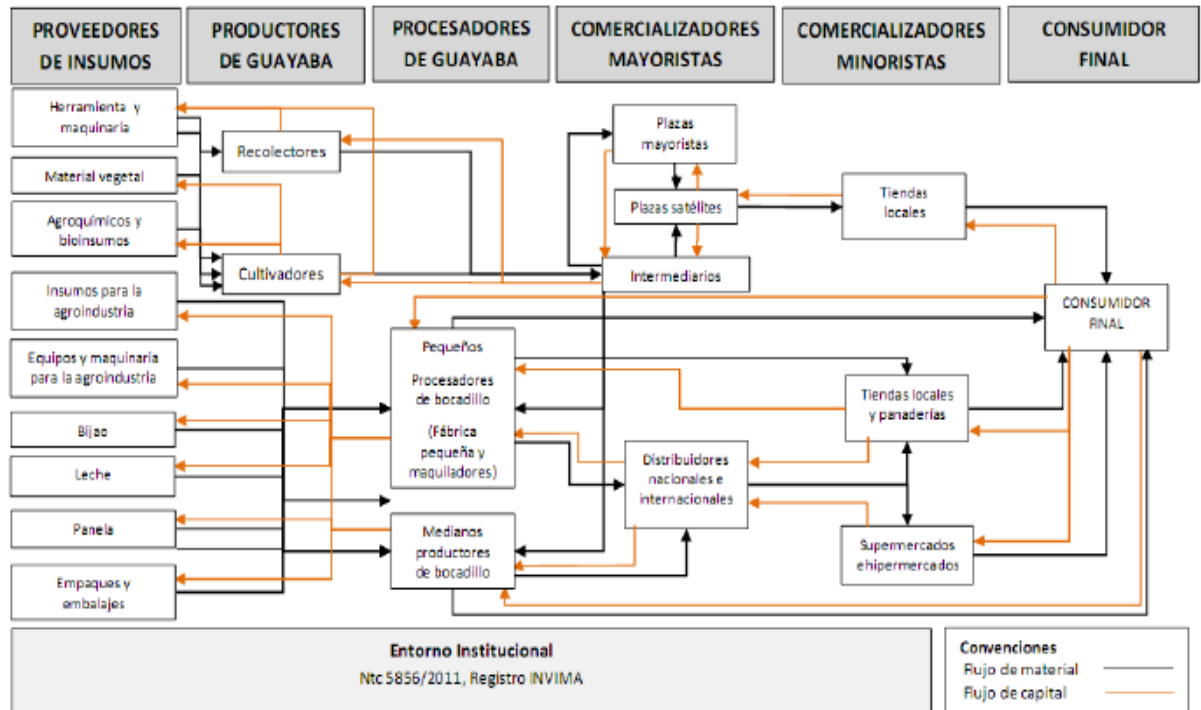 PROVEEDORES
DE INSUMOS
PRODUCTORES
DE GUAYABA
PROCESADORES
DE GUAYABA
COMERCIALIZADORES
MAYORISTAS
COMERCIALIZADORES
MINORISTAS
CONSUMIDOR
FINAL
Herramienta y
maquinaria
Material vegetal
Agroquímicos y
bioinsumos
Insumos para la
agroindustria
Equipos y maquinaria
para la agroindustria
Bijao
Leche
Panela
Empaques y
embalajes
Recolectores
Cultivadores
Pequeños
Procesadores
de bocadillo
(Fábrica
pequeña y
maquiladores)
Medianos
productores
de bocadillo
Plazas
mayoristas
Plazas satélites
Intermediarios
Distribuidores
nacionales e
internacionales
Tiendas
locales
Tiendas locales
y panaderías
Supermercados
ehipermercados
CONSUMIDOR
FINAL
Entorno Institucional
Ntc 5856/2011, Registro INVIMA
Convenciones
Flujo de material
Flujo de capital